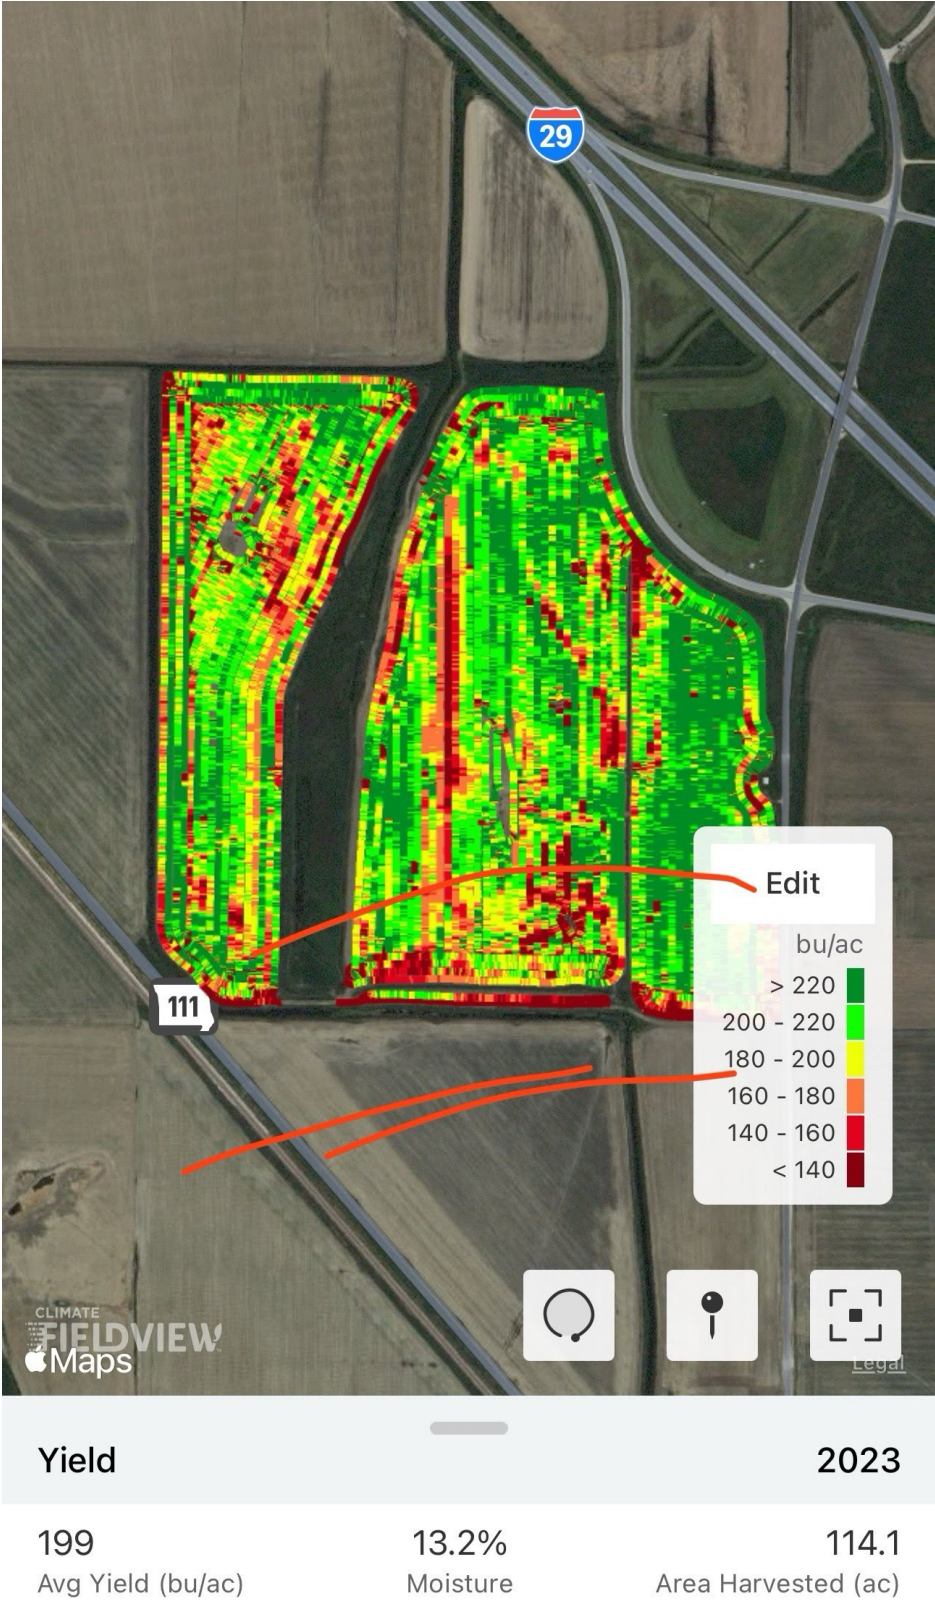 29
Edit
bu/ac
> 220
200 - 220
180 - 200
160 - 180
140 - 160
< 140
111
CLIMATE
FIELDVIEW
Maps
Legal
Yield 2023
199 13.2% 114.1
Avg Yield (bu/ac) Moisture Area Harvested (ac)